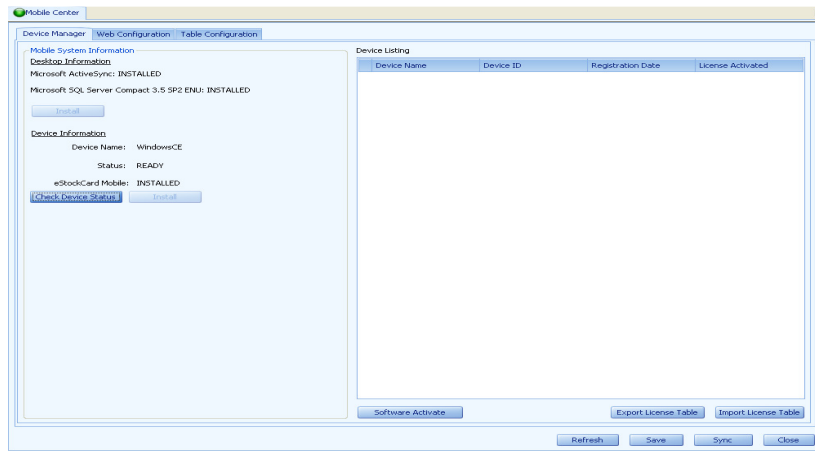 Mobile Center
Device Manager Web Configuration Table Configuration
Mobile System Information
Desktop Information
Microsoft ActiveSync: INSTALLED
Microsoft SQL Server Compact 3.5 SP2 ENU: INSTALLED
Install
Device Information
Device Name: WindowsCE
Status: READY
eStockCard Mobile: INSTALLED
Check Device Status Install
Device Listing
Device Name Device ID Registration Date License Activated
Software Activate Export License Table Import License Table
Refresh Save Sync Close